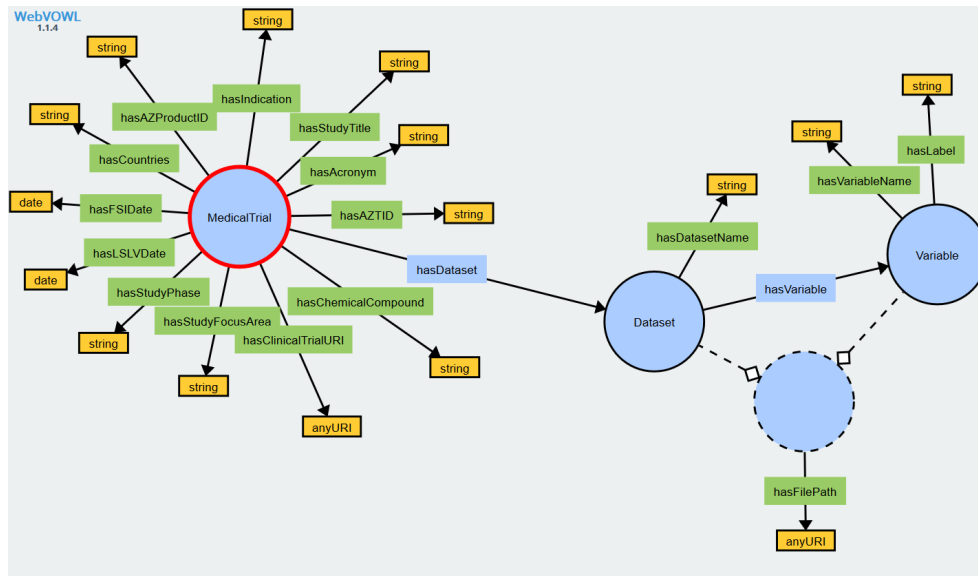 WebVOWL
1.1.4
string
string
hasIndication
string
hasAZProductID
string
hasStudyTitle
hasCountries
string
hasAcronym
date
hasFSIDate
MedicalTrial
hasAZTID
string
hasLSLVDate
date
hasStudyPhase
string
hasStudyFocusArea
string
hasClinicalTrialURI
anyURI
hasChemicalCompound
string
hasDataset
Dataset
hasDatasetName
string
hasVariable
Variable
hasVariableName
string
hasLabel
string
hasFilePath
anyURI